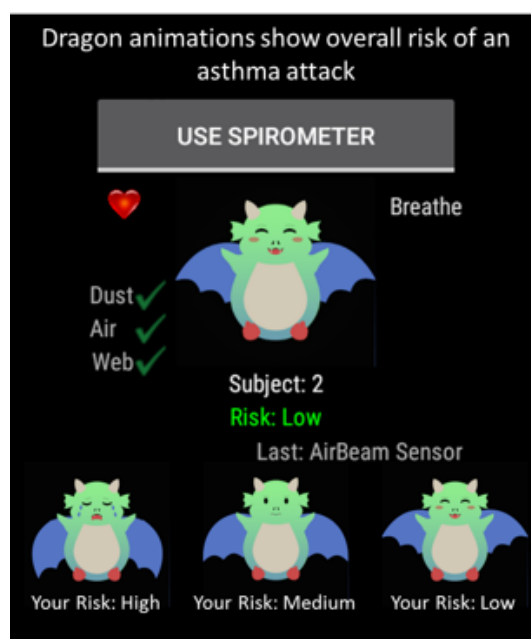 Dragon animations show overall risk of an
asthma attack
USE SPIROMETER
Breathe
Dust
Air
Web
Subject: 2
Risk: Low
Last: AirBeam Sensor
Your Risk: High
Your Risk: Medium
Your Risk: Low